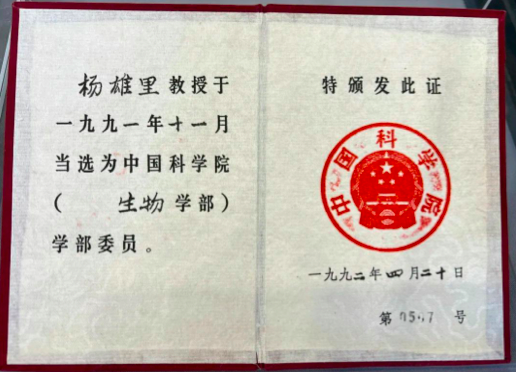 杨雄里教授于
一九九一年十一月
当选为中国科学院
（生物学部）
学部委员。
特颁发此证
中国科学院
一九九二年四月二十日
第 号